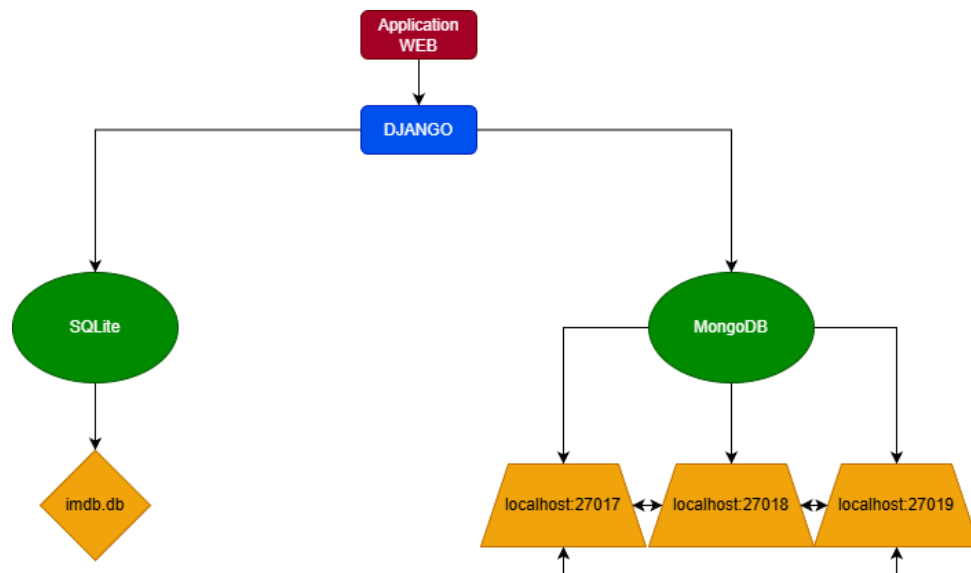 Application
WEB
DJANGO
SQLite
MongoDB
imdb.db
localhost:27017
localhost:27018
localhost:27019